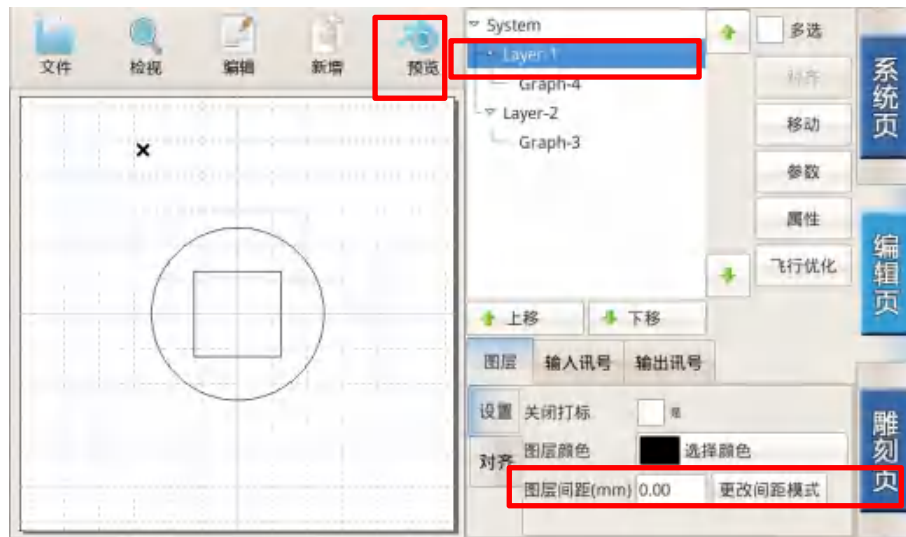 文件 检视 编辑 新增 预览
System
Layer-1
Graph-4
Layer-2
Graph-3
上移 下移
多选
对齐
移动
参数
属性
飞行优化
图层 输入讯号 输出讯号
设置
对齐
关闭打标 是
图层颜色 选择颜色
图层间距(mm) 0.00 更改间距模式
系统页
编辑页
雕刻页